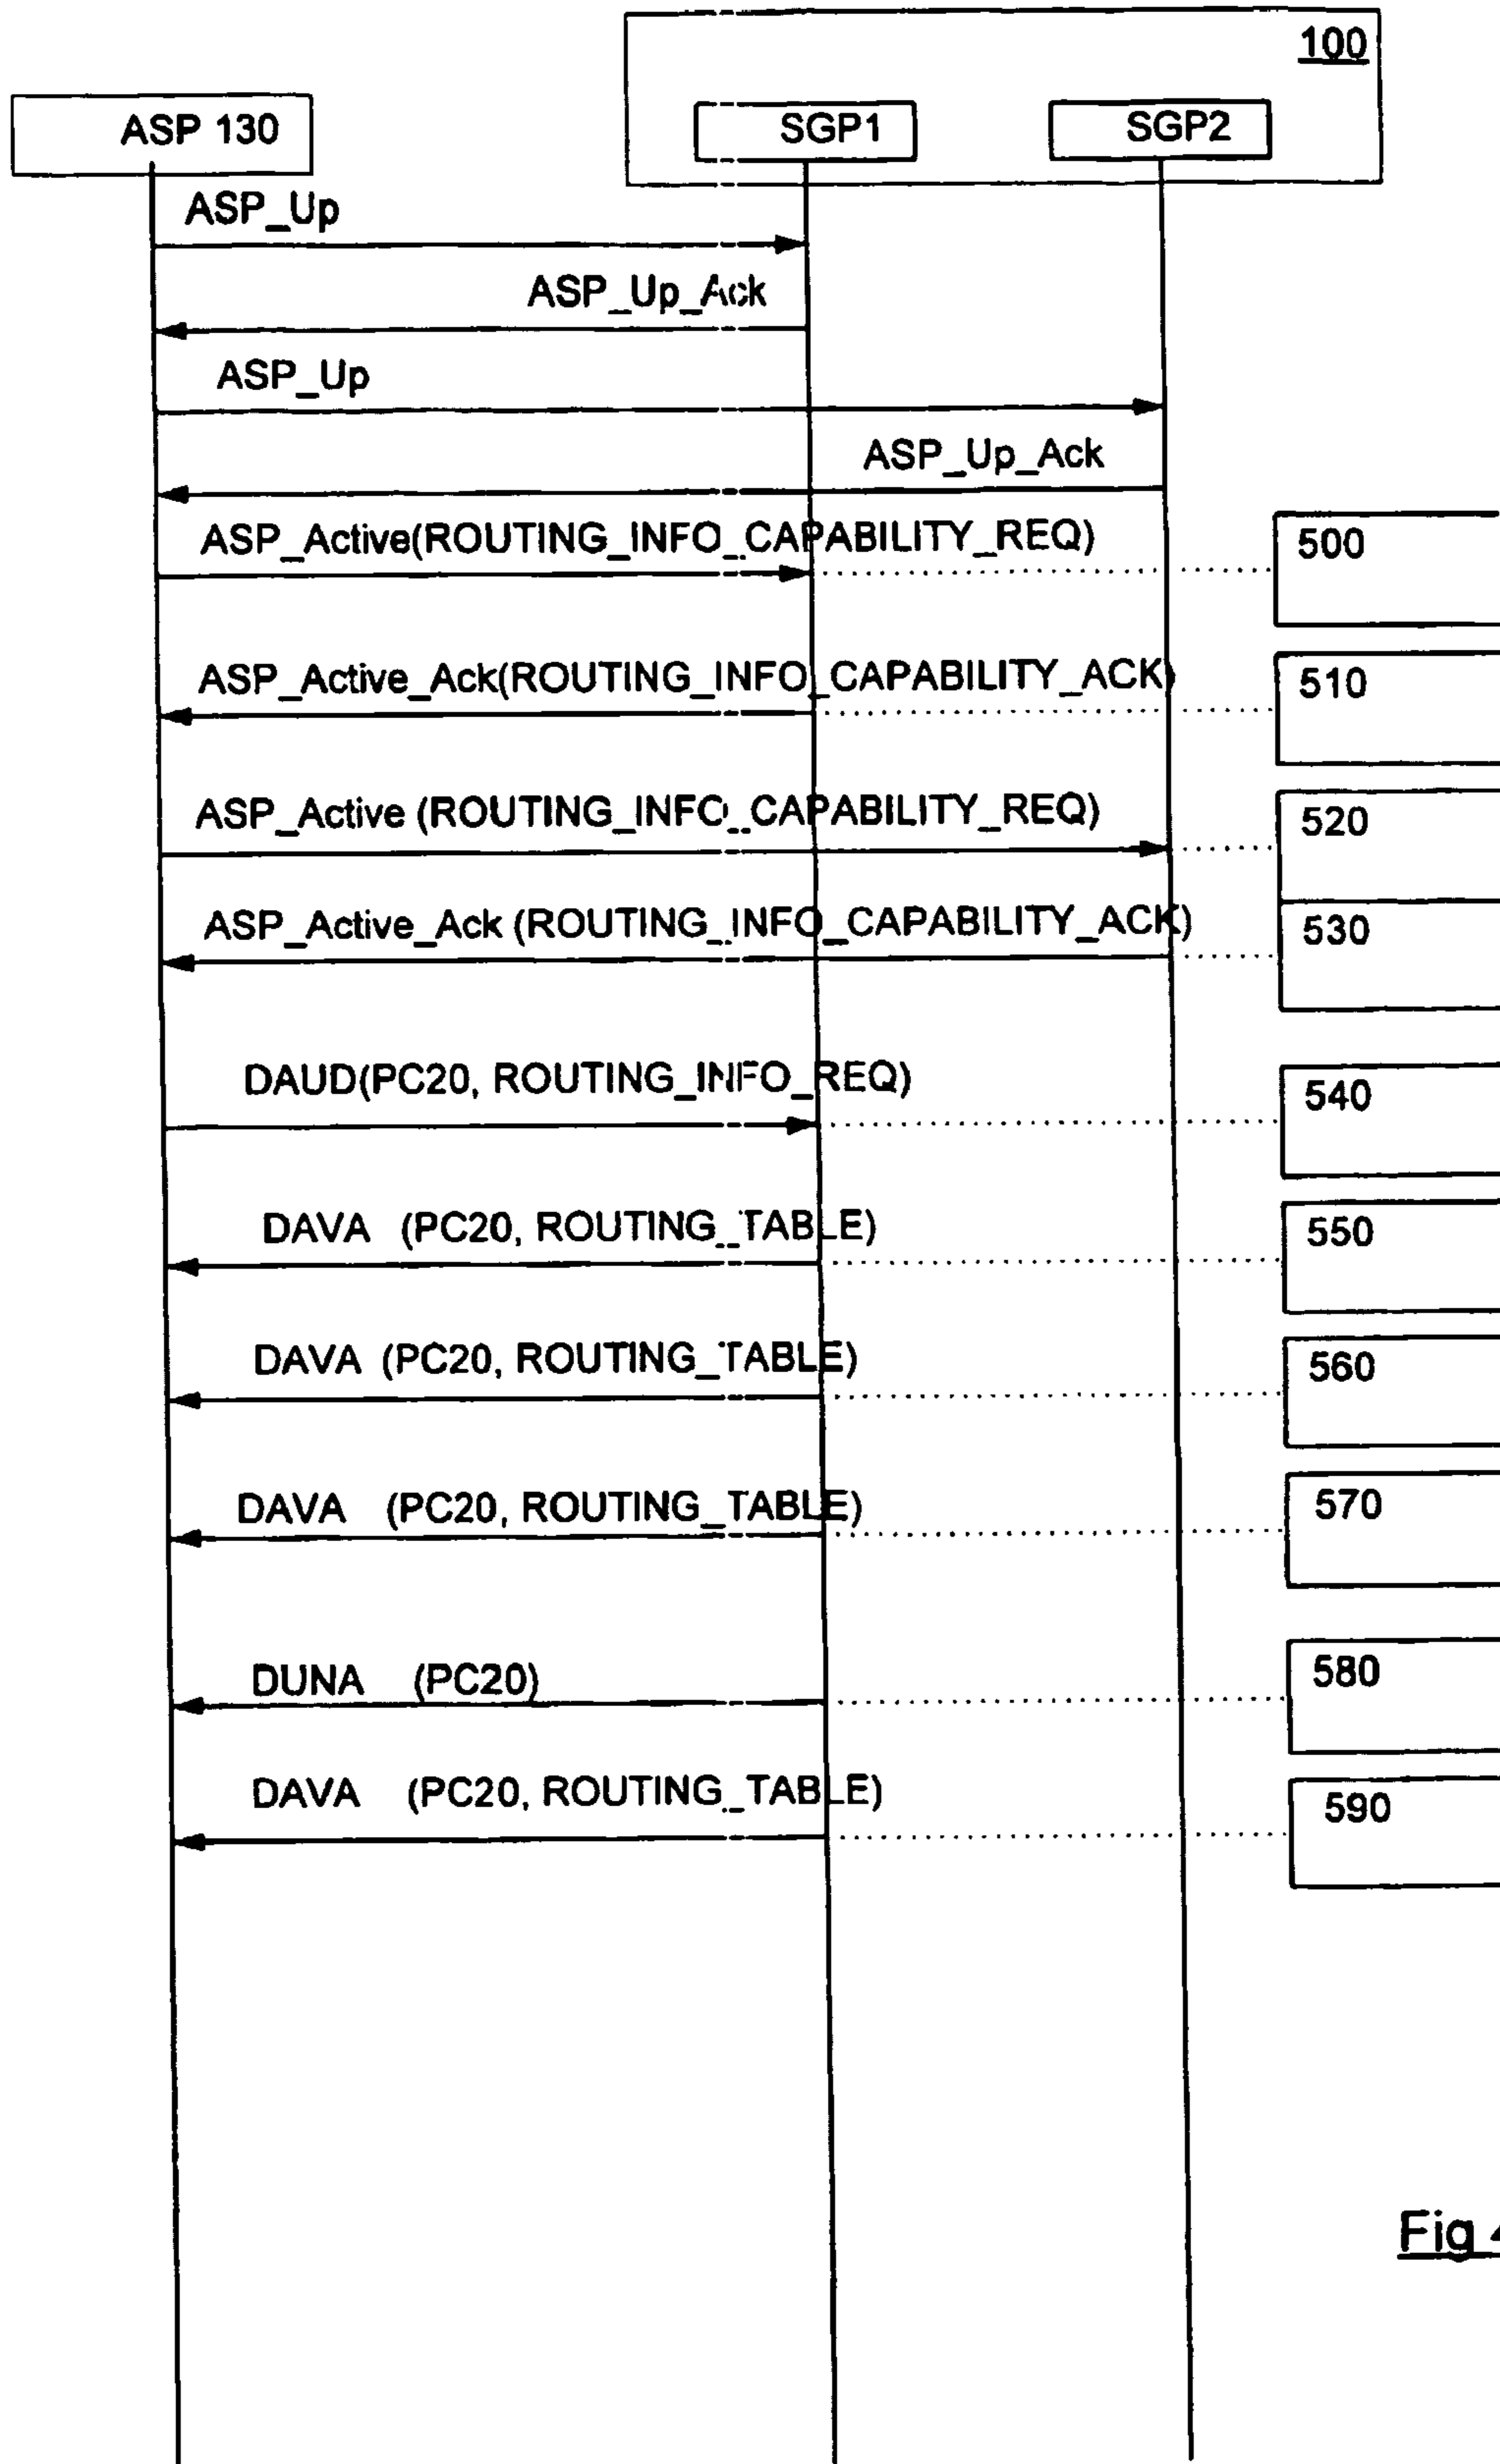 100
ASP 130
SGP1
SGP2
ASP_Up
ASP_Up_Ack
ASP_Up
ASP_Up_Ack
ASP_Active(ROUTING_INFO_CAPABILITY_REQ)
500
ASP_Active_Ack(ROUTING_INFO_CAPABILITY_ACK)
510
ASP_Active (ROUTING_INFO_CAPABILITY_REQ)
520
ASP_Active_Ack (ROUTING_INFO_CAPABILITY_ACK)
530
DAUD(PC20, ROUTING_INFO_REQ)
540
DAVA (PC20, ROUTING_TABLE)
550
DAVA (PC20, ROUTING_TABLE)
560
DAVA (PC20, ROUTING_TABLE)
570
DUNA (PC20)
580
DAVA (PC20, ROUTING_TABLE)
590
Fig 4